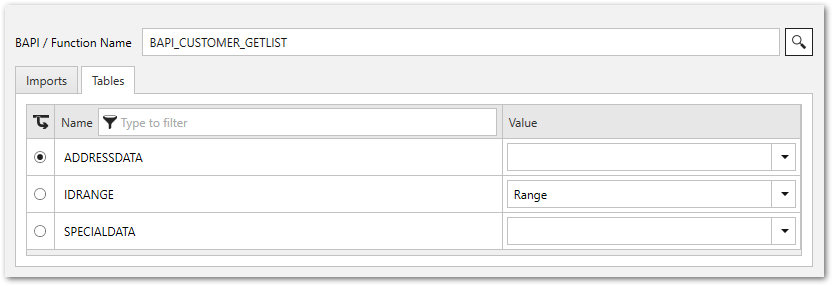 BAPI / Function Name BAPI_CUSTOMER_GETLIST
Imports Tables
Name Type to filter Value
ADDRESSDATA
IDRANGE Range
SPECIALDATA